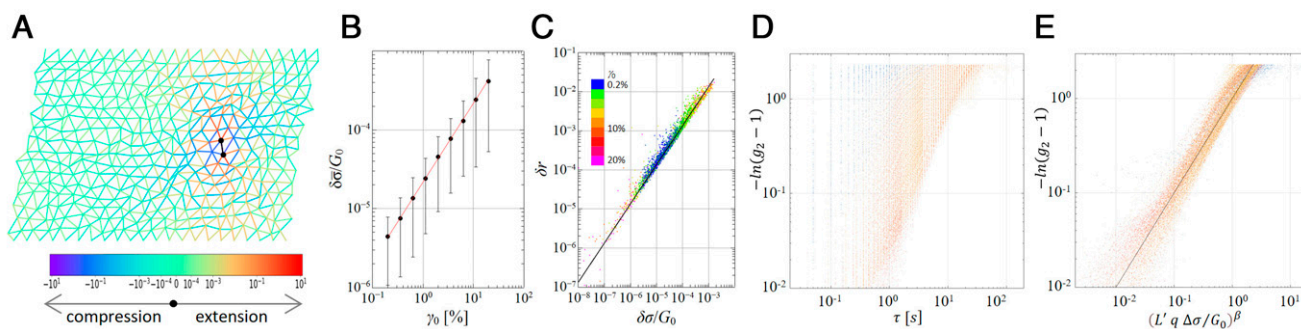 A
−10¹ −10⁻¹ −10⁻³ −10⁻⁴ 0 10⁻⁴ 10⁻³ 10⁻¹ 10¹
compression extension
B
δσ̅/G₀
10⁻⁴
10⁻⁵
10⁻⁶
10⁻¹ 10⁰ 10¹ 10²
γ₀ [%]
C
δr
10⁻¹
10⁻²
10⁻³
10⁻⁴
10⁻⁵
10⁻⁶
10⁻⁷
γ₀
0.2%
10%
20%
10⁻⁸ 10⁻⁷ 10⁻⁶ 10⁻⁵ 10⁻⁴ 10⁻³
δσ/G₀
D
−ln(g₂ − 1)
10⁰
10⁻¹
10⁻²
10⁻¹ 10⁰ 10¹ 10²
τ [s]
E
−ln(g₂ − 1)
10⁰
10⁻¹
10⁻²
10⁻² 10⁻¹ 10⁰ 10¹
(L′ q Δσ/G₀)^β